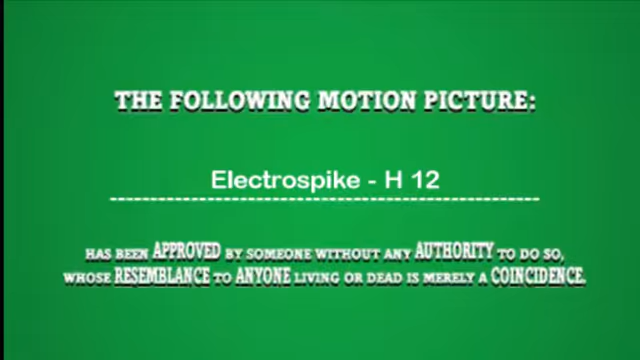 THE FOLLOWING MOTION PICTURE:
Electrospike - H 12
HAS BEEN APPROVED BY SOMEONE WITHOUT ANY AUTHORITY TO DO SO,
WHOSE RESEMBLANCE TO ANYONE LIVING OR DEAD IS MERELY A COINCIDENCE.